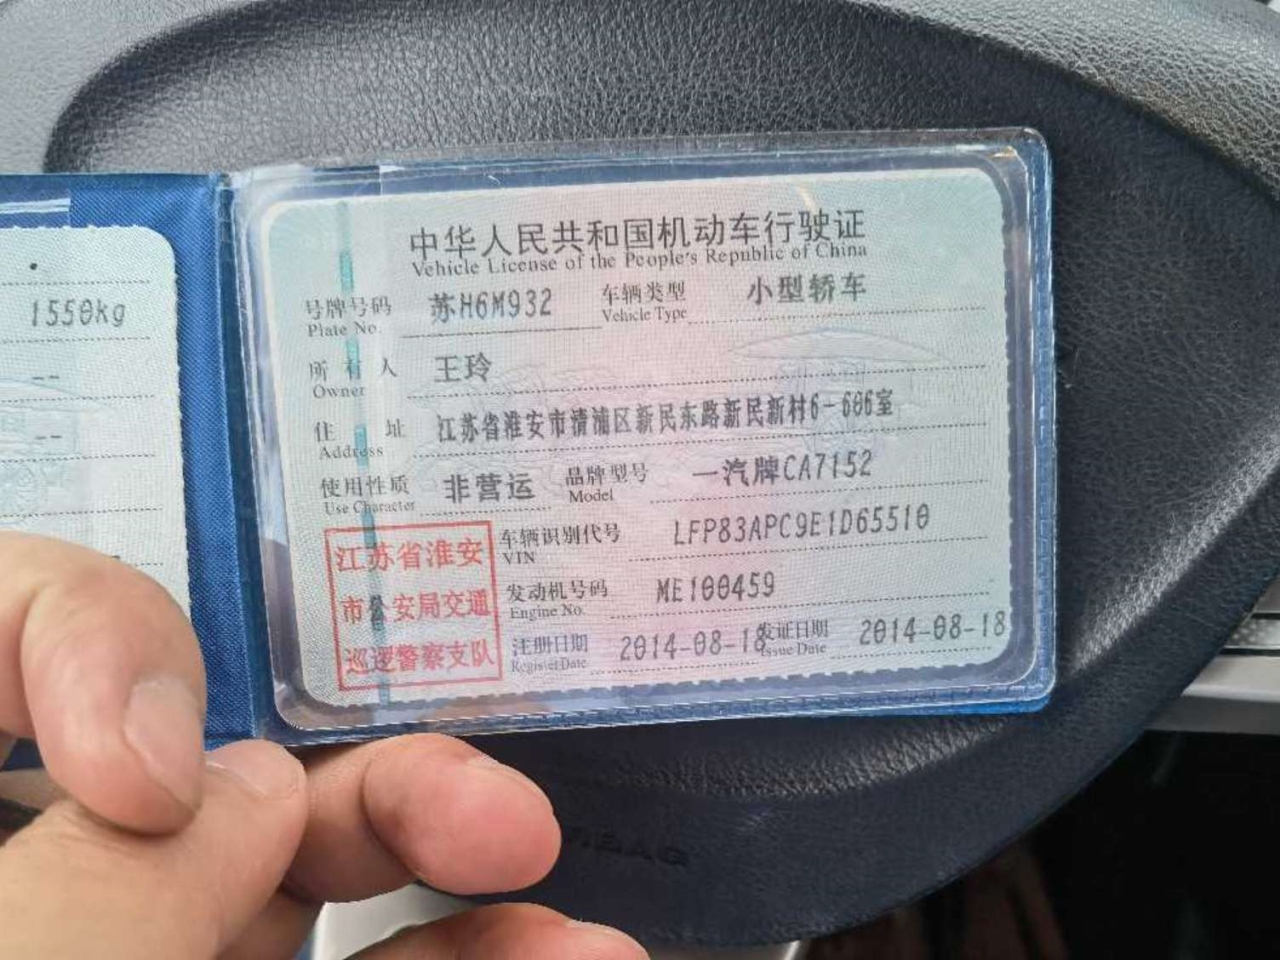 1550kg
--
--
中华人民共和国机动车行驶证
Vehicle License of the People's Republic of China
号牌号码 苏H6M932 车辆类型 小型轿车
Plate No. Vehicle Type
所有人 王玲
Owner
住址 江苏省淮安市清浦区新民东路新民新村6-606室
Address
使用性质 非营运 品牌型号 一汽牌CA7152
Use Character Model
江苏省淮安
市公安局交通
巡逻警察支队
车辆识别代号 LFP83APC9E1D65510
VIN
发动机号码 ME100459
Engine No.
注册日期 2014-08-18 发证日期 2014-08-18
Register Date Issue Date